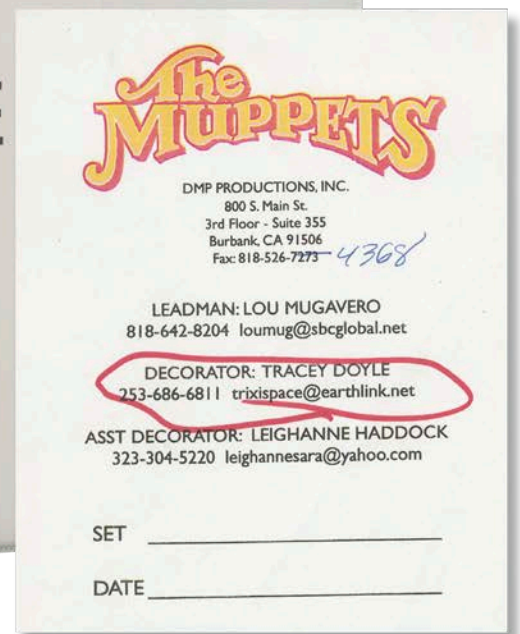 The
MUPPETS
DMP PRODUCTIONS, INC.
800 S. Main St.
3rd Floor - Suite 355
Burbank, CA 91506
Fax: 818-526-7273 4368
LEADMAN: LOU MUGAVERO
818-642-8204 loumug@sbcglobal.net
DECORATOR: TRACEY DOYLE
253-686-6811 trixispace@earthlink.net
ASST DECORATOR: LEIGHANNE HADDOCK
323-304-5220 leighannesara@yahoo.com
SET
DATE